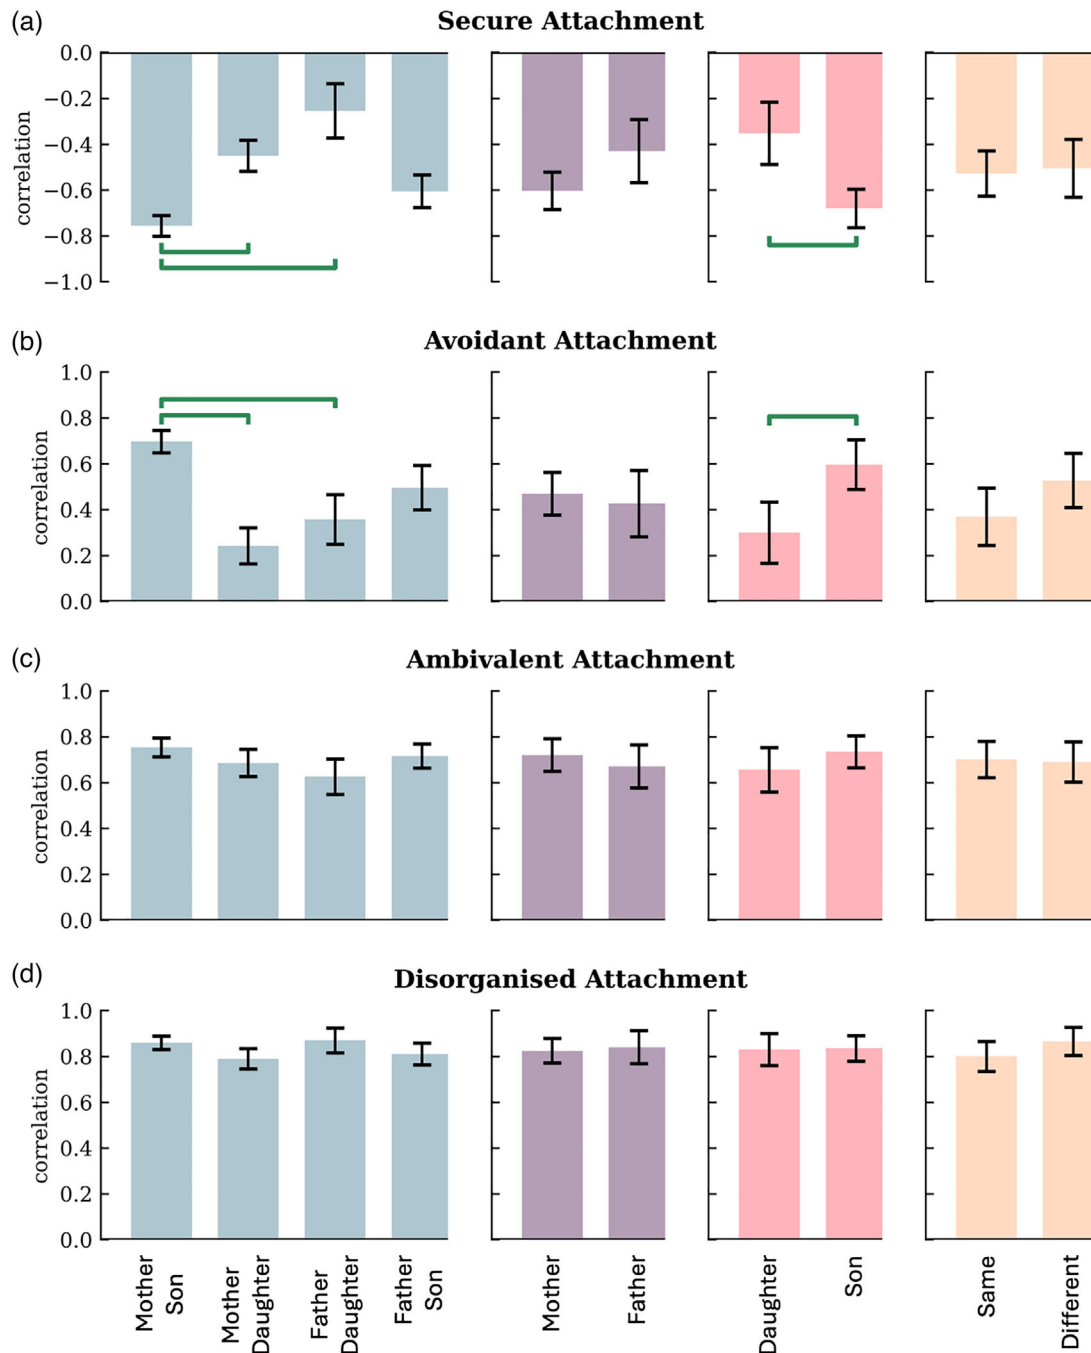 (a)
Secure Attachment
0.0
−0.2
−0.4
−0.6
−0.8
−1.0
correlation
(b)
Avoidant Attachment
1.0
0.8
0.6
0.4
0.2
0.0
correlation
(c)
Ambivalent Attachment
1.0
0.8
0.6
0.4
0.2
0.0
correlation
(d)
Disorganised Attachment
1.0
0.8
0.6
0.4
0.2
0.0
correlation
Mother
Son
Mother
Daughter
Father
Daughter
Father
Son
Mother
Father
Daughter
Son
Same
Different